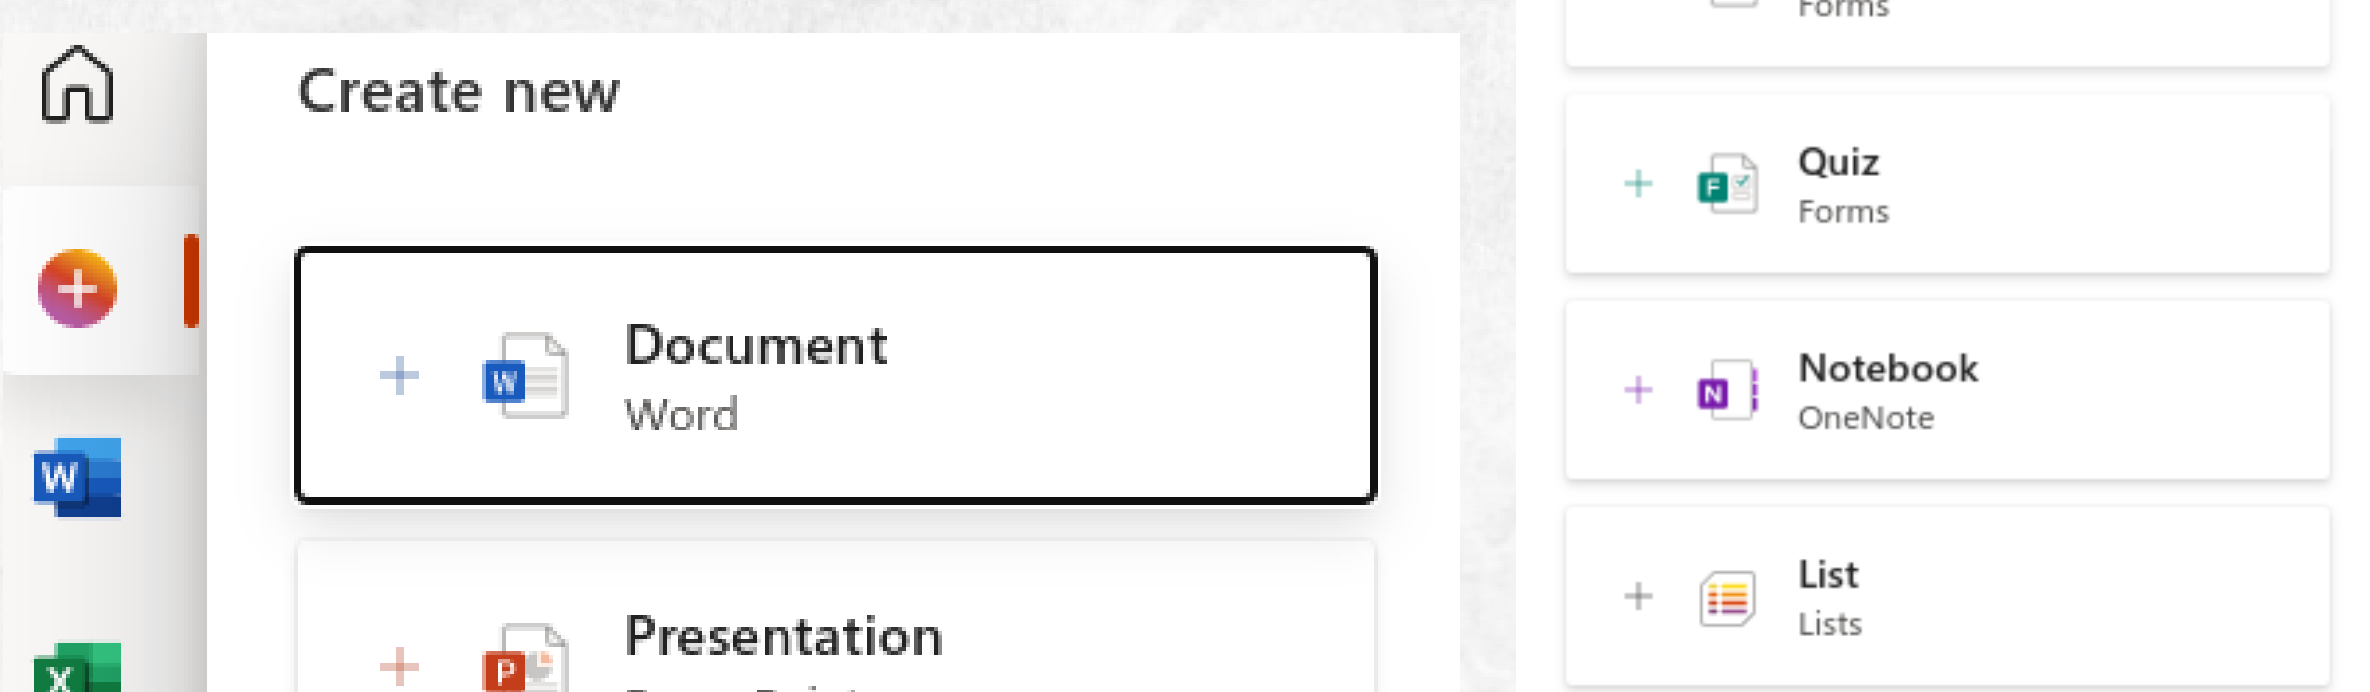 Create new
Document
Word
Presentation
Forms
Quiz
Forms
Notebook
OneNote
List
Lists
W
X
W
P
F
N